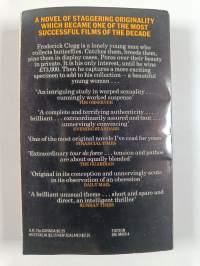 A NOVEL OF STAGGERING ORIGINALITY
WHICH BECAME ONE OF THE MOST
SUCCESSFUL FILMS OF THE DECADE
Frederick Clegg is a lonely young man who
collects butterflies. Catches them, breeds them,
pins them in display cases. Pores over their beauty
in private. It is his only interest, until he wins
£73,000. Then he captures a more exciting
specimen to add to his collection – a beautiful
young woman . . .
'An intriguing study in warped sexuality . . .
cunningly worked suspense'
THE OBSERVER
'A complete and terrifying authenticity . . .
brilliant . . . extraordinarily assured and taut . . .
unnervingly convincing'
EVENING STANDARD
'One of the most original novels I've read for years'
FINANCIAL TIMES
'Extraordinary tour de force . . . tension and pathos
are about equally blended'
THE GUARDIAN
'Original in its conception and unnervingly acute
in its observation of an obsession'
DAILY MAIL
'A brilliant unusual theme . . . short and spare and
direct, an intelligent thriller'
SUNDAY TIMES
FICTION